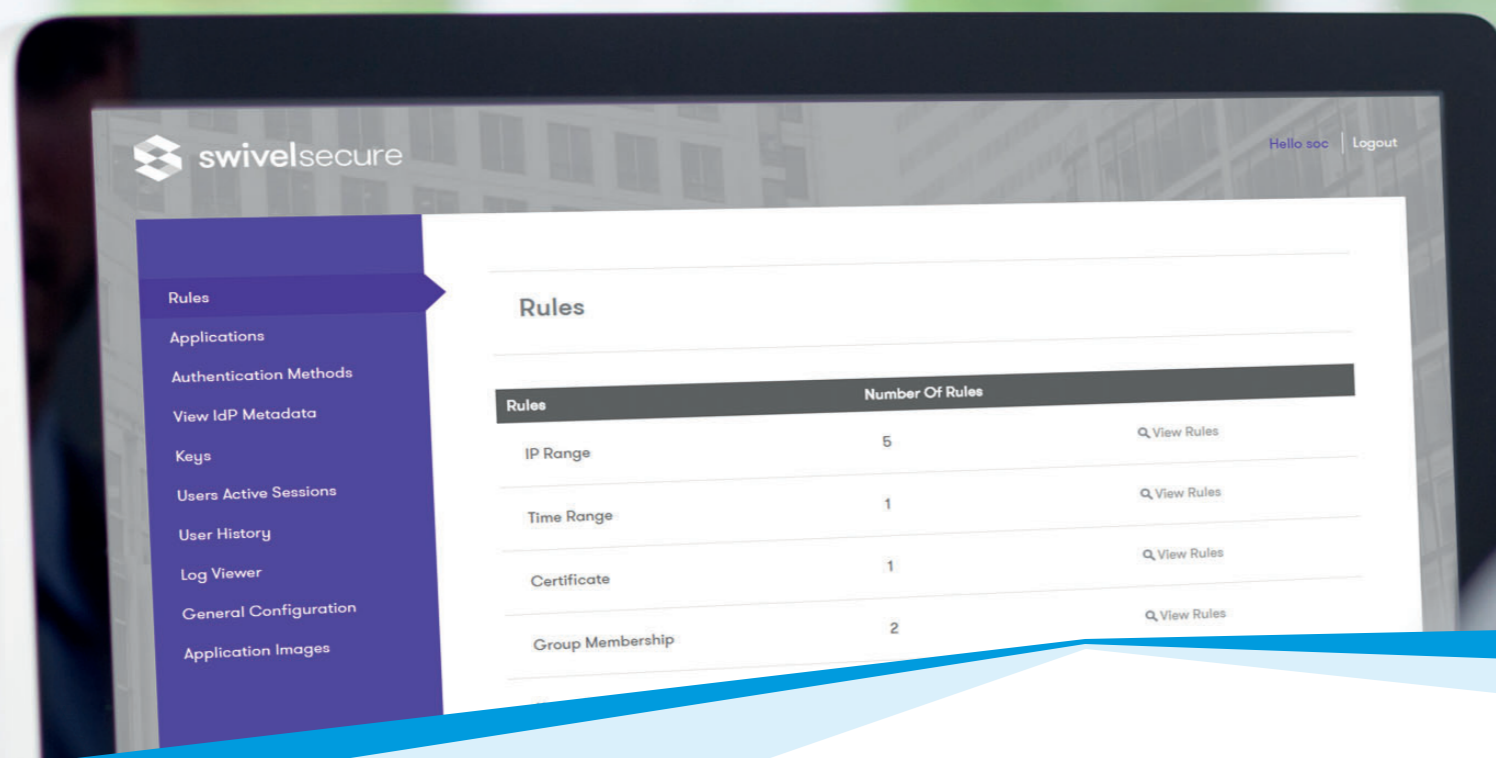 swivelsecure
Hello soc | Logout
Rules
Applications
Authentication Methods
View IdP Metadata
Keys
Users Active Sessions
User History
Log Viewer
General Configuration
Application Images
Rules
Rules Number Of Rules
IP Range 5 View Rules
Time Range 1 View Rules
Certificate 1 View Rules
Group Membership 2 View Rules